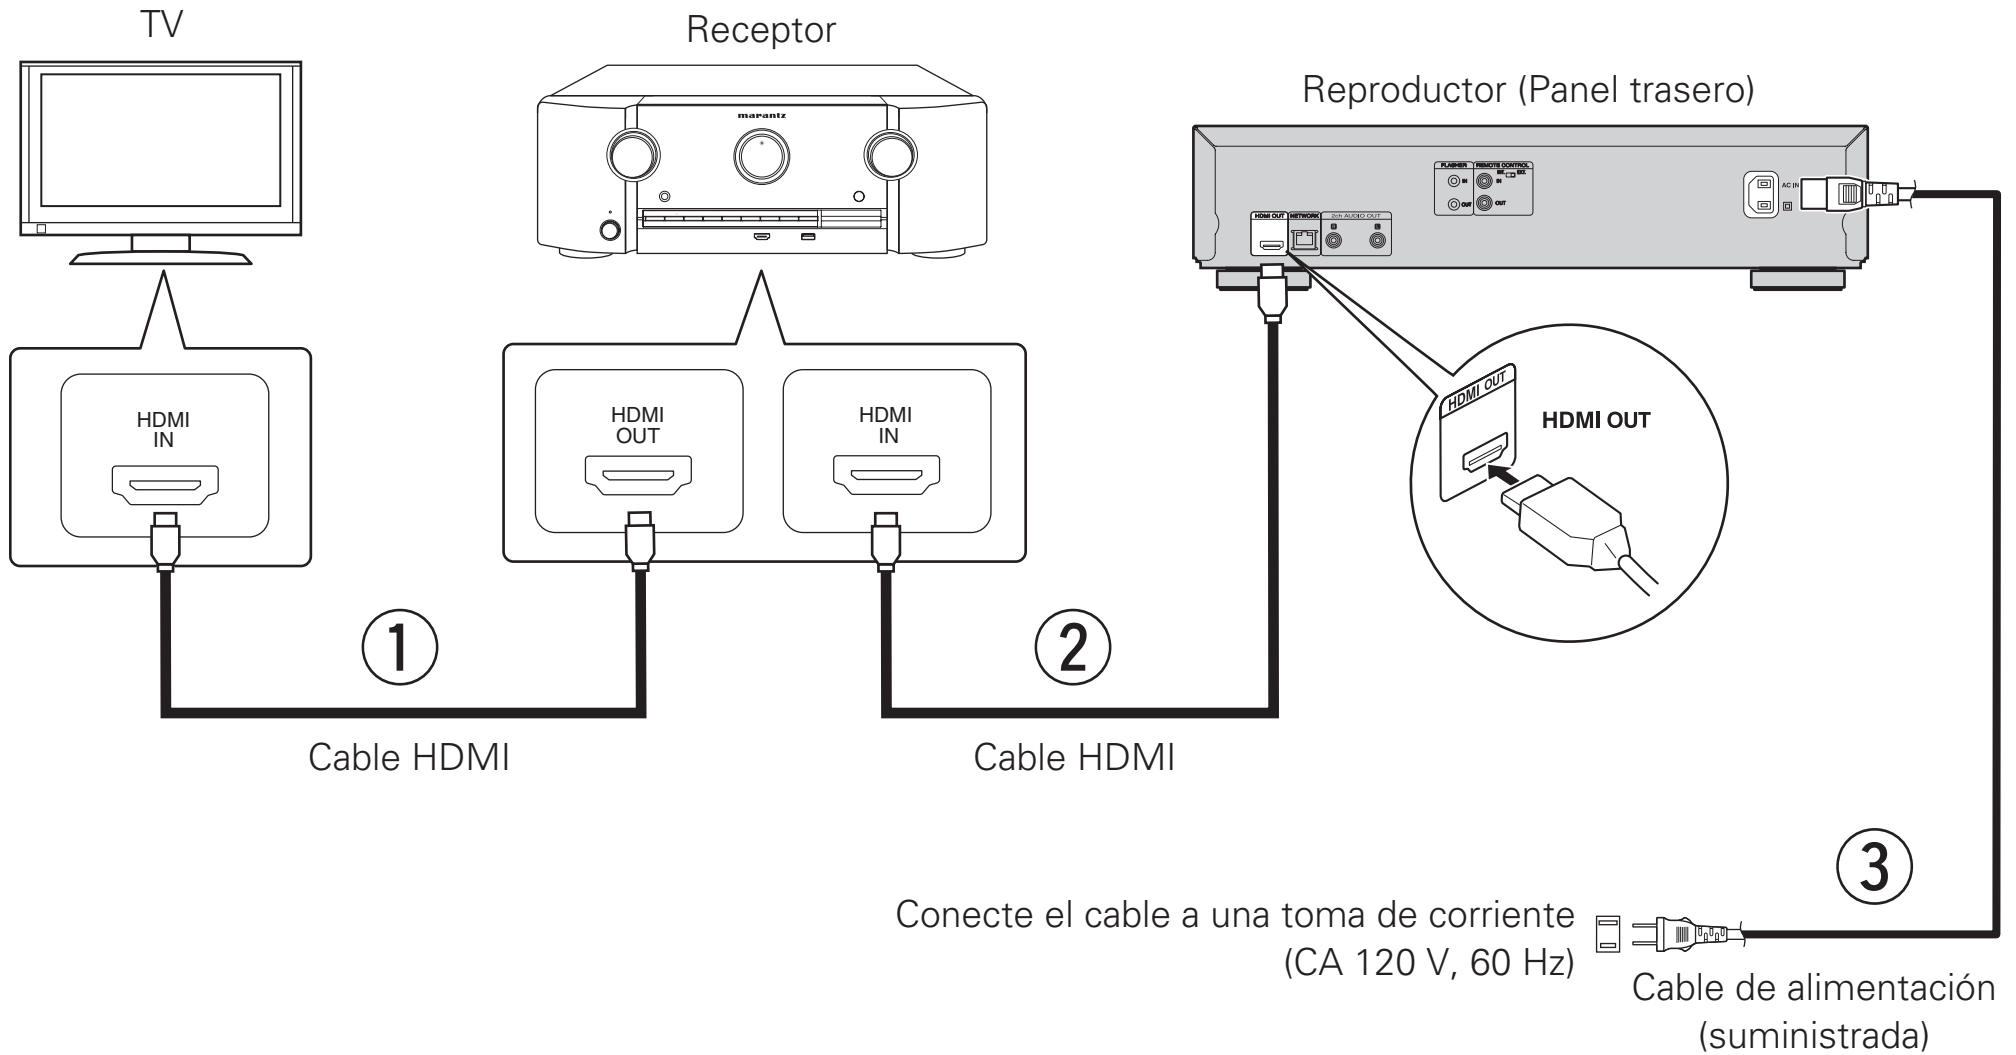 TV
Receptor
Reproductor (Panel trasero)
marantz
FLASHER
REMOTE CONTROL
IN
IN
INT.
EXT.
OUT
OUT
AC IN
HDMI OUT
NETWORK
2ch AUDIO OUT
R
L
HDMI
IN
HDMI
OUT
HDMI
IN
HDMI OUT
HDMI OUT
1
2
Cable HDMI
Cable HDMI
3
Conecte el cable a una toma de corriente
(CA 120 V, 60 Hz)
Cable de alimentación
(suministrada)